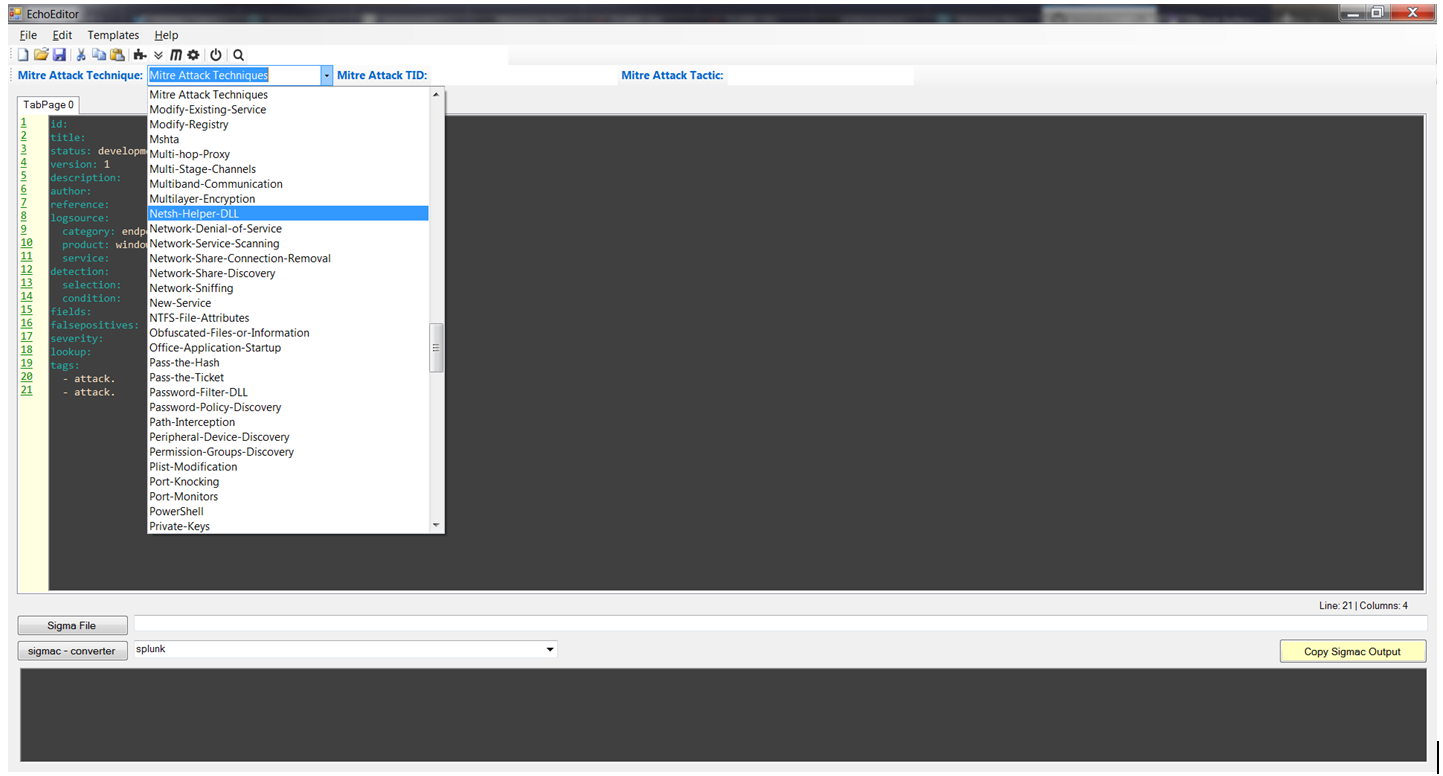 EchoEditor
File Edit Templates Help
Mitre Attack Technique: Mitre Attack Techniques Mitre Attack TID: Mitre Attack Tactic:
TabPage 0
Mitre Attack Techniques
Modify-Existing-Service
Modify-Registry
Mshta
Multi-hop-Proxy
Multi-Stage-Channels
Multiband-Communication
Multilayer-Encryption
Netsh-Helper-DLL
Network-Denial-of-Service
Network-Service-Scanning
Network-Share-Connection-Removal
Network-Share-Discovery
Network-Sniffing
New-Service
NTFS-File-Attributes
Obfuscated-Files-or-Information
Office-Application-Startup
Pass-the-Hash
Pass-the-Ticket
Password-Filter-DLL
Password-Policy-Discovery
Path-Interception
Peripheral-Device-Discovery
Permission-Groups-Discovery
Plist-Modification
Port-Knocking
Port-Monitors
PowerShell
Private-Keys
1 id:
2 title:
3 status: developm
4 version: 1
5 description:
6 author:
7 reference:
8 logsource:
9 category: endp
10 product: windo
11 service:
12 detection:
13 selection:
14 condition:
15 fields:
16 falsepositives:
17 severity:
18 lookup:
19 tags:
20 - attack.
21 - attack.
Line: 21 | Columns: 4
Sigma File
sigmac - converter splunk Copy Sigmac Output